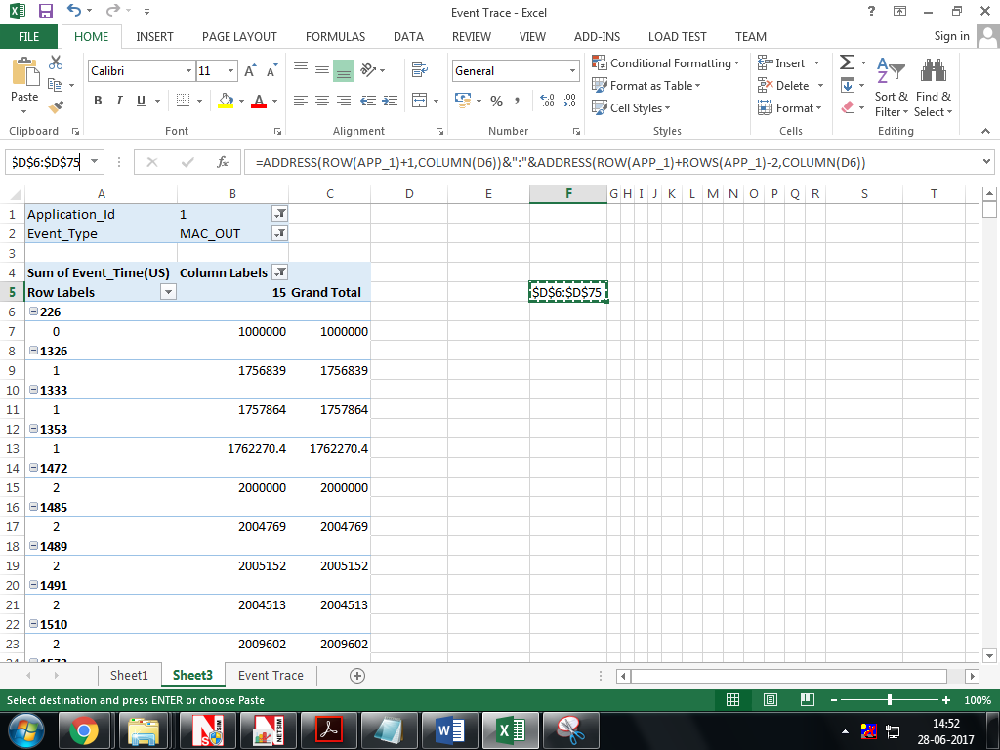 Event Trace - Excel
FILE HOME INSERT PAGE LAYOUT FORMULAS DATA REVIEW VIEW ADD-INS LOAD TEST TEAM Sign in
Paste
Calibri 11
B I U A
General
% ,
Conditional Formatting
Format as Table
Cell Styles
Insert
Delete
Format
Sort & Filter
Find & Select
Clipboard Font Alignment Number Styles Cells Editing
$D$6:$D$75 fx =ADDRESS(ROW(APP_1)+1,COLUMN(D6))&":"&ADDRESS(ROW(APP_1)+ROWS(APP_1)-2,COLUMN(D6))
A B C D E F G H I J K L M N O P Q R S T
1 Application_Id 1
2 Event_Type MAC_OUT
3
4 Sum of Event_Time(US) Column Labels
5 Row Labels 15 Grand Total $D$6:$D$75
6 226
7 0 1000000 1000000
8 1326
9 1 1756839 1756839
10 1333
11 1 1757864 1757864
12 1353
13 1 1762270.4 1762270.4
14 1472
15 2 2000000 2000000
16 1485
17 2 2004769 2004769
18 1489
19 2 2005152 2005152
20 1491
21 2 2004513 2004513
22 1510
23 2 2009602 2009602
Sheet1 Sheet3 Event Trace
Select destination and press ENTER or choose Paste 100%
14:52
28-06-2017